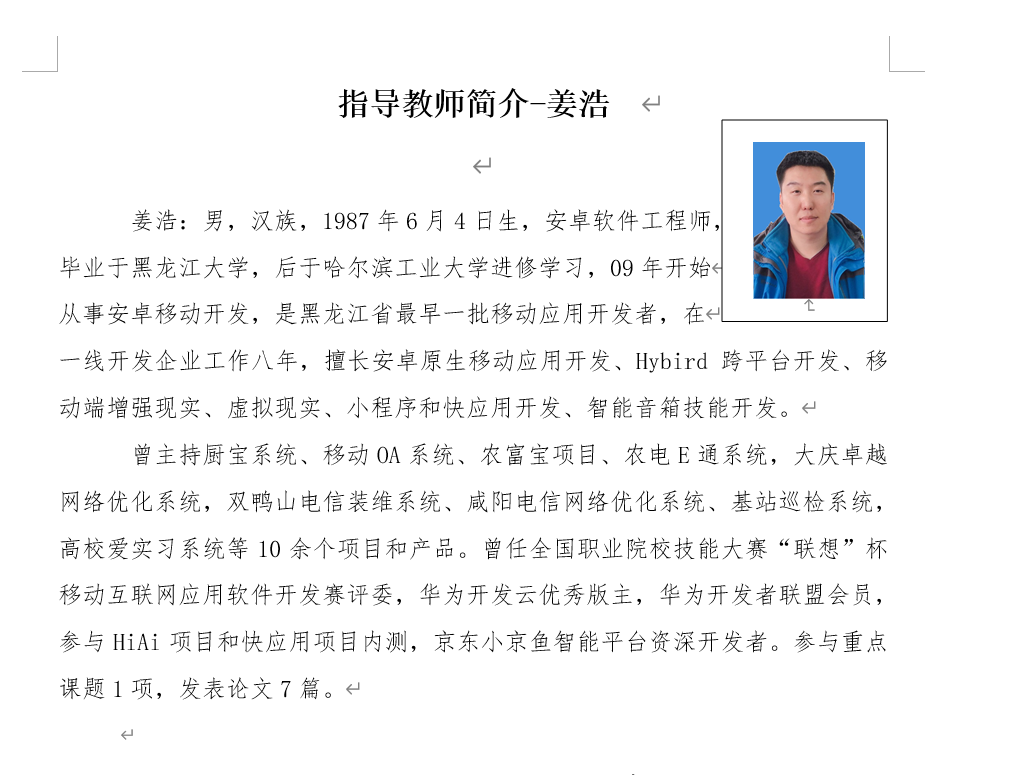 指导教师简介-姜浩
姜浩：男，汉族，1987 年 6 月 4 日生，安卓软件工程师，
毕业于黑龙江大学，后于哈尔滨工业大学进修学习，09 年开始
从事安卓移动开发，是黑龙江省最早一批移动应用开发者，在
一线开发企业工作八年，擅长安卓原生移动应用开发、Hybird 跨平台开发、移
动端增强现实、虚拟现实、小程序和快应用开发、智能音箱技能开发。
曾主持厨宝系统、移动 OA 系统、农富宝项目、农电 E 通系统，大庆卓越
网络优化系统，双鸭山电信装维系统、咸阳电信网络优化系统、基站巡检系统，
高校爱实习系统等 10 余个项目和产品。曾任全国职业院校技能大赛“联想”杯
移动互联网应用软件开发赛评委，华为开发云优秀版主，华为开发者联盟会员，
参与 HiAi 项目和快应用项目内测，京东小京鱼智能平台资深开发者。参与重点
课题 1 项，发表论文 7 篇。